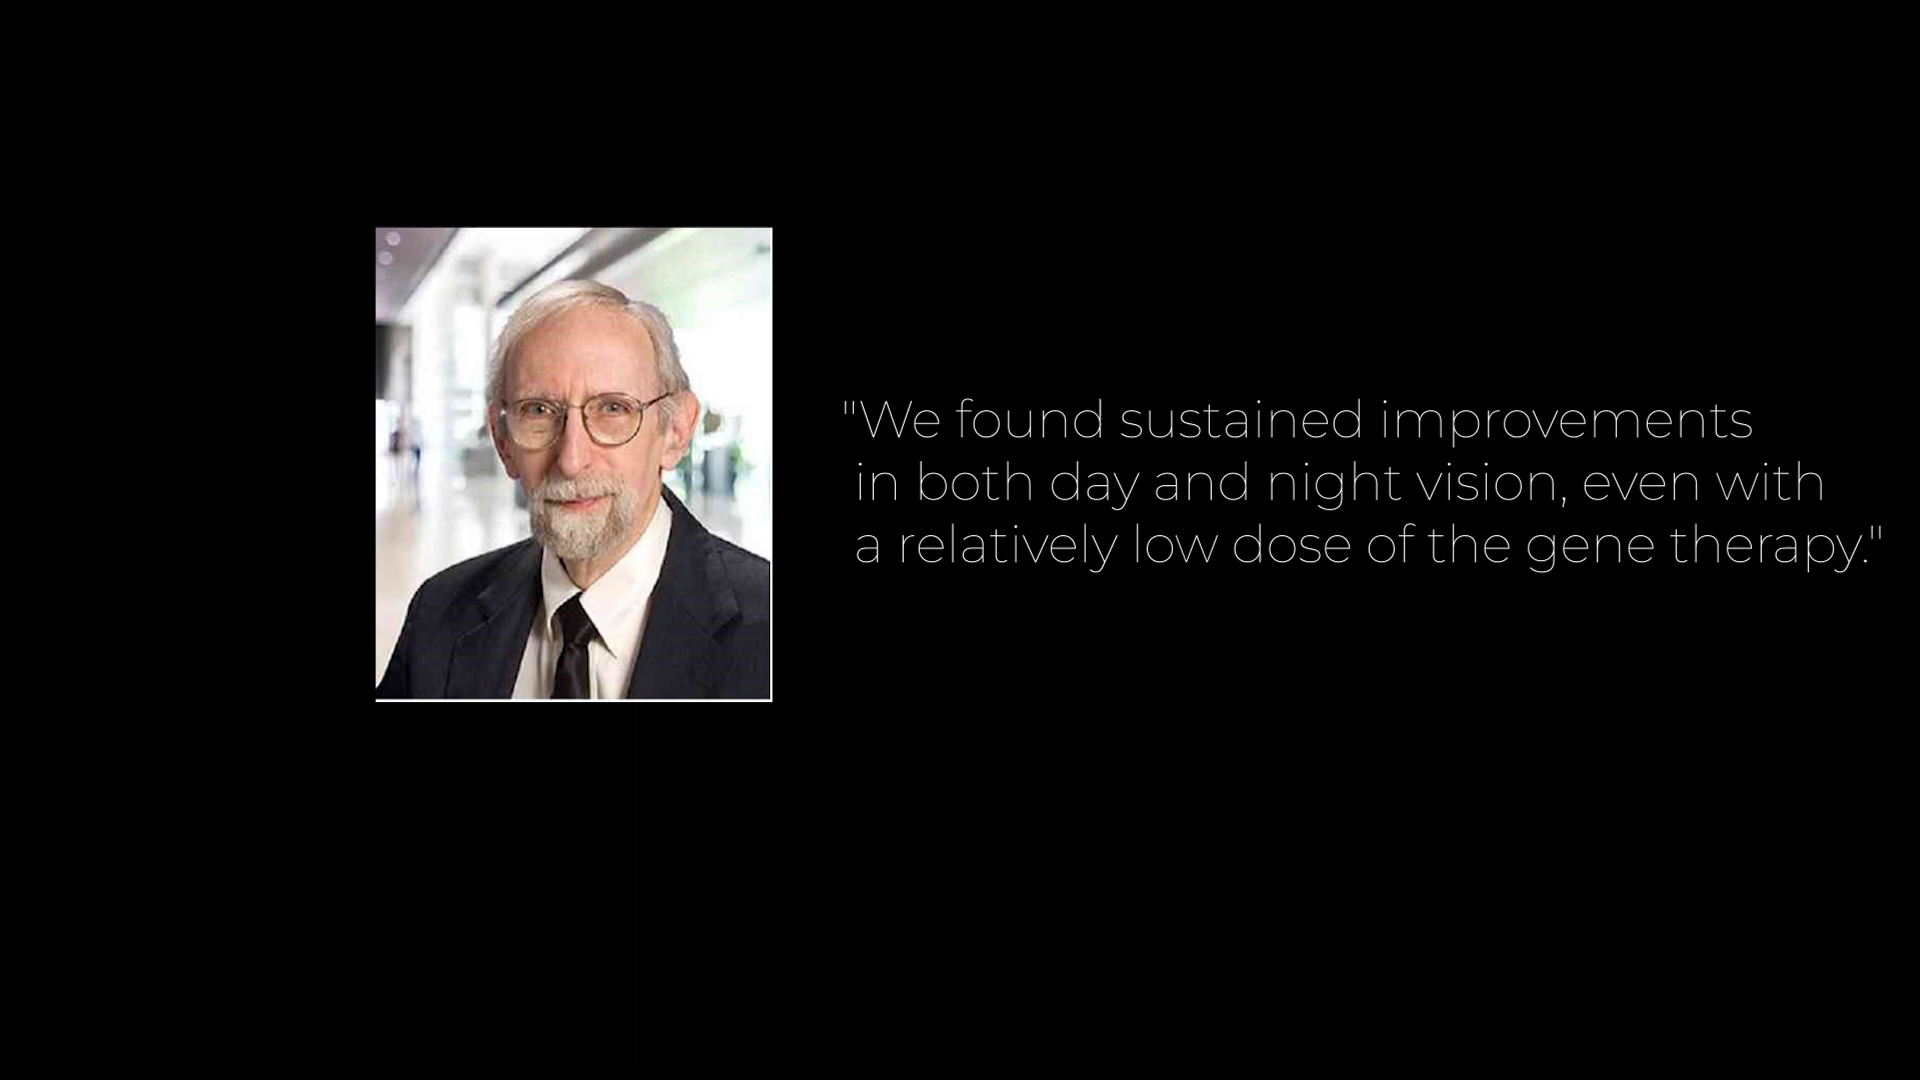 "We found sustained improvements
in both day and night vision, even with
a relatively low dose of the gene therapy."